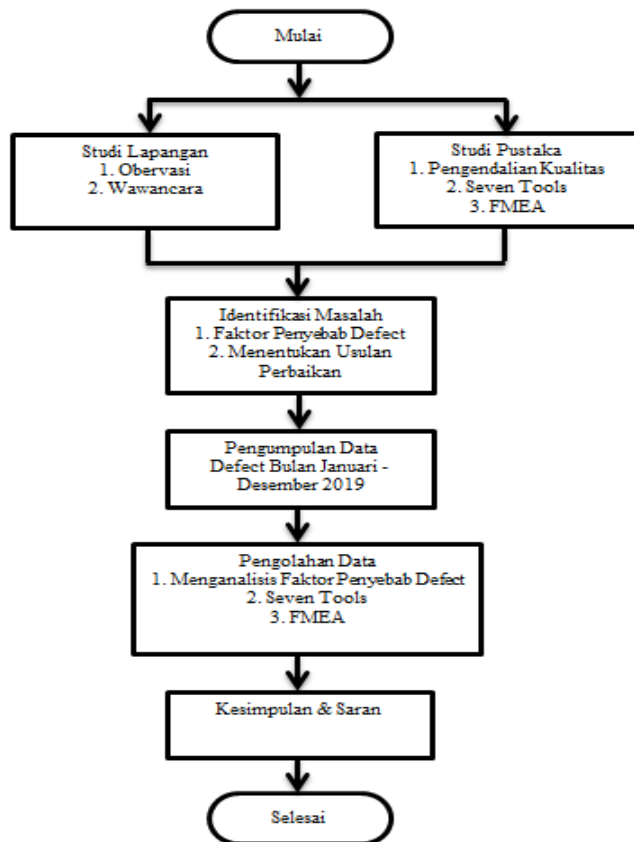 Mulai
Studi Lapangan
1. Obervasi
2. Wawancara
Studi Pustaka
1. Pengendalian Kualitas
2. Seven Tools
3. FMEA
Identifikasi Masalah
1. Faktor Penyebab Defect
2. Menentukan Usulan
Perbaikan
Pengumpulan Data
Defect Bulan Januari -
Desember 2019
Pengolahan Data
1. Menganalisis Faktor Penyebab Defect
2. Seven Tools
3. FMEA
Kesimpulan & Saran
Selesai